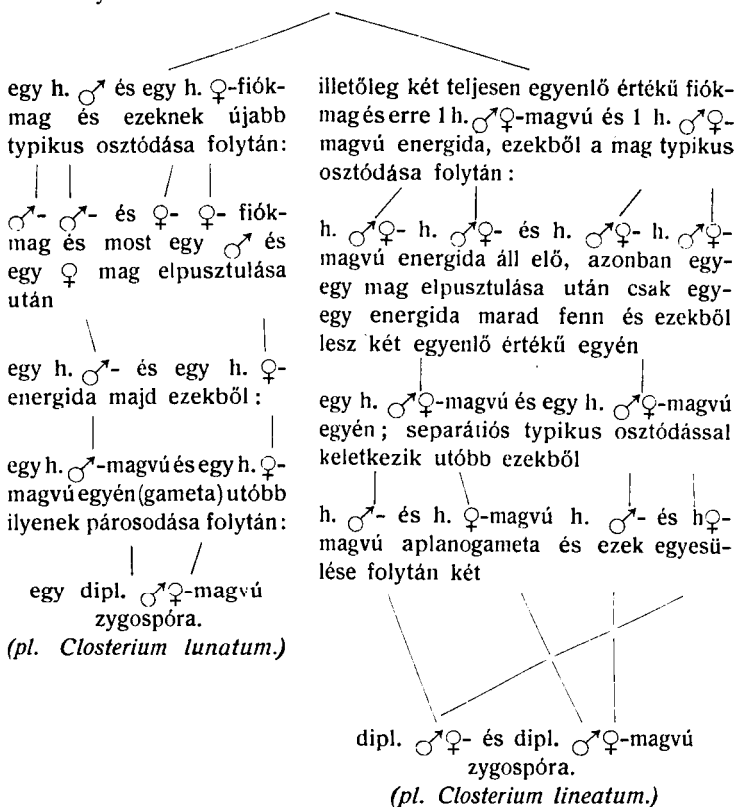 egy h. ♂ és egy h. ♀-fiók-
mag és ezeknek újabb
typikus osztódása folytán:
♂- ♂- és ♀- ♀- fiók-
mag és most egy ♂ és
egy ♀ mag elpusztulása
után
egy h. ♂- és egy h. ♀-
energida majd ezekből:
egy h. ♂-magvú és egy h. ♀-
magvú egyén (gameta) utóbb
ilyenek párosodása folytán:
egy dipl. ♂♀-magvú
zygospóra.
(pl. Closterium lunatum.)
illetőleg két teljesen egyenlő értékű fiók-
mag és erre 1 h. ♂♀-magvú és 1 h. ♂♀-
magvú energida, ezekből a mag typikus
osztódása folytán:
h. ♂♀- h. ♂♀- és h. ♂♀- h. ♂♀-
magvú energida áll elő, azonban egy-
egy mag elpusztulása után csak egy-
egy energida marad fenn és ezekből
lesz két egyenlő értékű egyén
egy h. ♂♀-magvú és egy h. ♂♀-magvú
egyén; separátiós typikus osztódással
keletkezik utóbb ezekből
h. ♂- és h. ♀-magvú h. ♂- és h♀-
magvú aplanogameta és ezek egyesü-
lése folytán két
dipl. ♂♀- és dipl. ♂♀-magvú
zygospóra.
(pl. Closterium lineatum.)